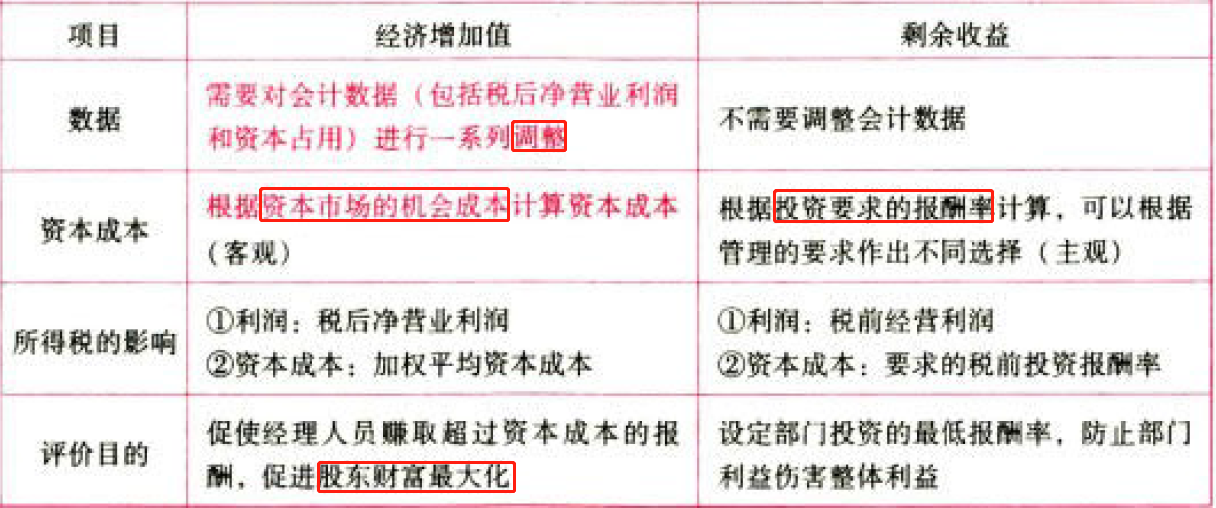 项目 经济增加值 剩余收益
数据
需要对会计数据（包括税后净营业利润
和资本占用）进行一系列调整
不需要调整会计数据
资本成本
根据资本市场的机会成本计算资本成本
（客观）
根据投资要求的报酬率计算，可以根据
管理的要求作出不同选择（主观）
所得税的影响
①利润：税后净营业利润
②资本成本：加权平均资本成本
①利润：税前经营利润
②资本成本：要求的税前投资报酬率
评价目的
促使经理人员赚取超过资本成本的报
酬，促进股东财富最大化
设定部门投资的最低报酬率，防止部门
利益伤害整体利益